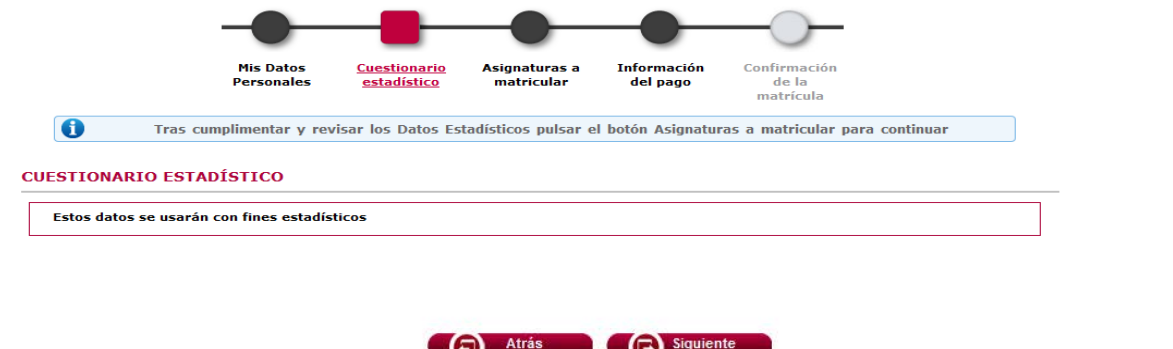 Mis Datos
Personales
Cuestionario
estadístico
Asignaturas a
matricular
Información
del pago
Confirmación
de la
matrícula
Tras cumplimentar y revisar los Datos Estadísticos pulsar el botón Asignaturas a matricular para continuar
CUESTIONARIO ESTADÍSTICO
Estos datos se usarán con fines estadísticos
Atrás
Siguiente